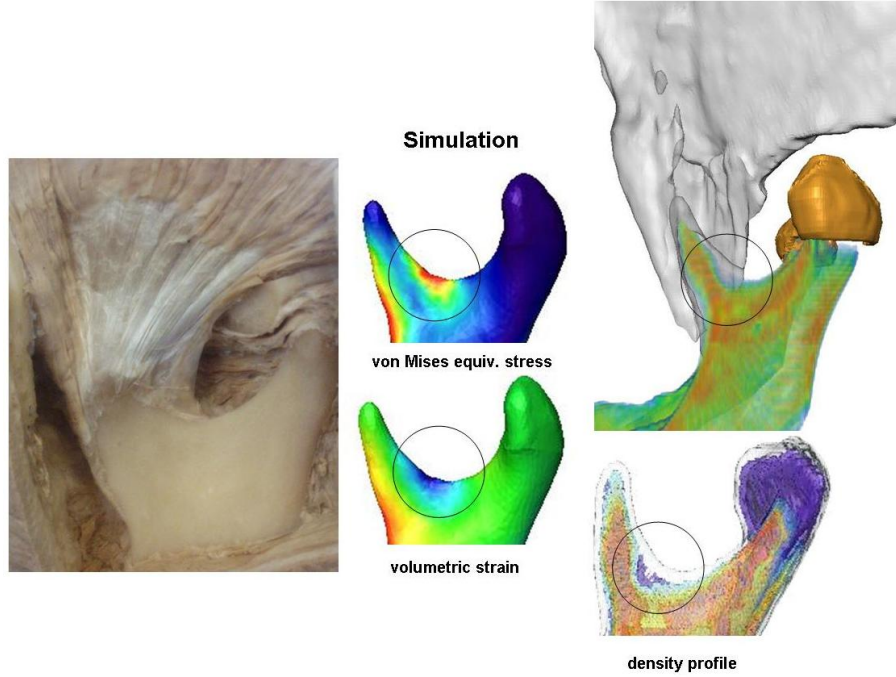 Simulation
von Mises equiv. stress
volumetric strain
density profile